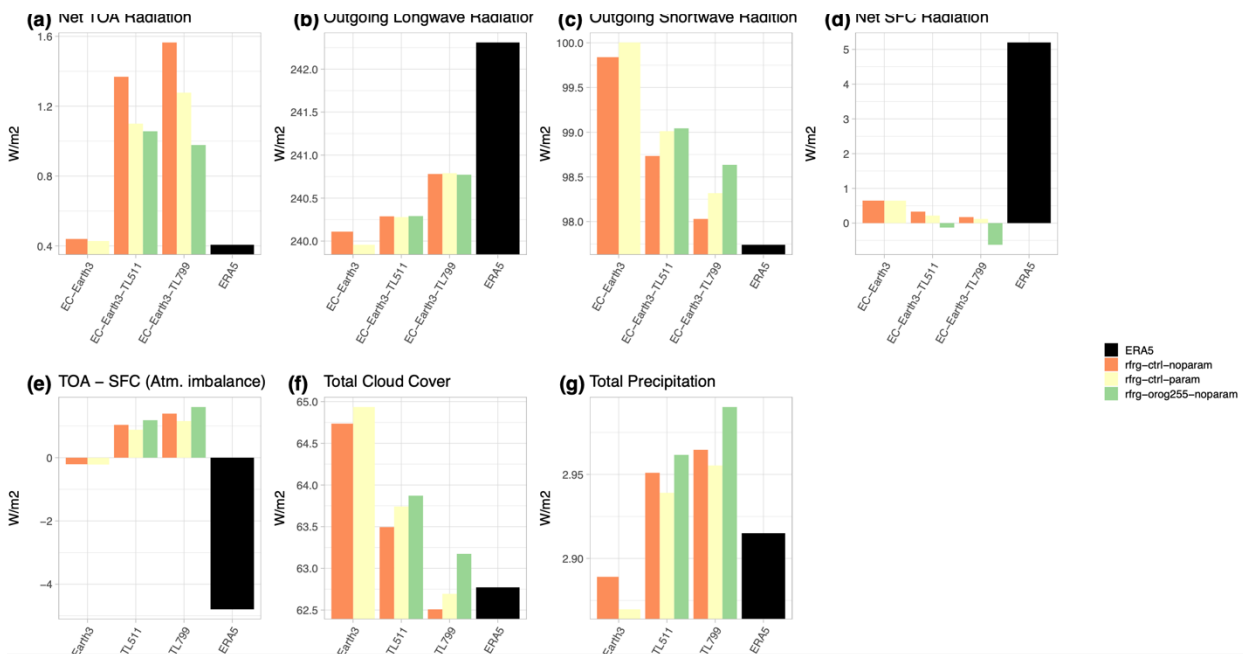 (a) Net TOA Radiation
(b) Outgoing Longwave Radiation
(c) Outgoing Shortwave Radition
(d) Net SFC Radiation
W/m2
1.6
1.2
0.8
0.4
EC-Earth3
EC-Earth3-TL511
EC-Earth3-TL799
ERA5
W/m2
242.0
241.5
241.0
240.5
240.0
EC-Earth3
EC-Earth3-TL511
EC-Earth3-TL799
ERA5
W/m2
100.0
99.5
99.0
98.5
98.0
EC-Earth3
EC-Earth3-TL511
EC-Earth3-TL799
ERA5
W/m2
5
4
3
2
1
0
EC-Earth3
EC-Earth3-TL511
EC-Earth3-TL799
ERA5
ERA5
rfrg-ctrl-noparam
rfrg-ctrl-param
rfrg-orog255-noparam
(e) TOA - SFC (Atm. imbalance)
(f) Total Cloud Cover
(g) Total Precipitation
W/m2
0
-2
-4
Earth3
TL511
TL799
ERA5
W/m2
65.0
64.5
64.0
63.5
63.0
62.5
Earth3
TL511
TL799
ERA5
W/m2
2.95
2.90
Earth3
TL511
TL799
ERA5